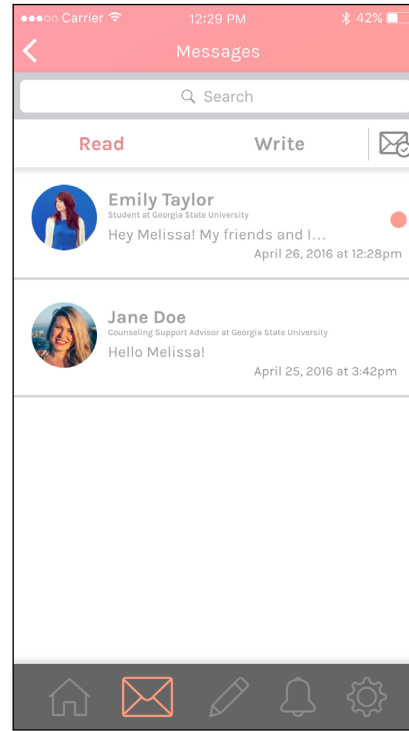 Carrier 12:29 PM 42%
Messages
Search
Read Write
Emily Taylor
Student at Georgia State University
Hey Melissa! My friends and I...
April 26, 2016 at 12:28pm
Jane Doe
Counseling Support Advisor at Georgia State University
Hello Melissa!
April 25, 2016 at 3:42pm